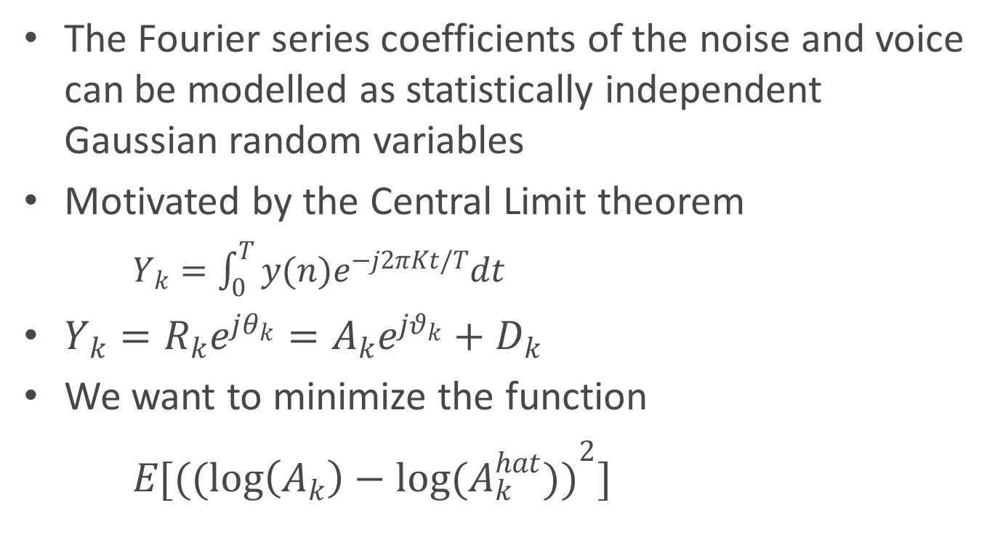 • The Fourier series coefficients of the noise and voice
can be modelled as statistically independent
Gaussian random variables
• Motivated by the Central Limit theorem
$Y_k = \int_0^T y(n)e^{-j2\pi Kt/T}dt$
• $Y_k = R_k e^{j\theta_k} = A_k e^{j\vartheta_k} + D_k$
• We want to minimize the function
$E[((\log(A_k) - \log(A_k^{hat}))^2]$